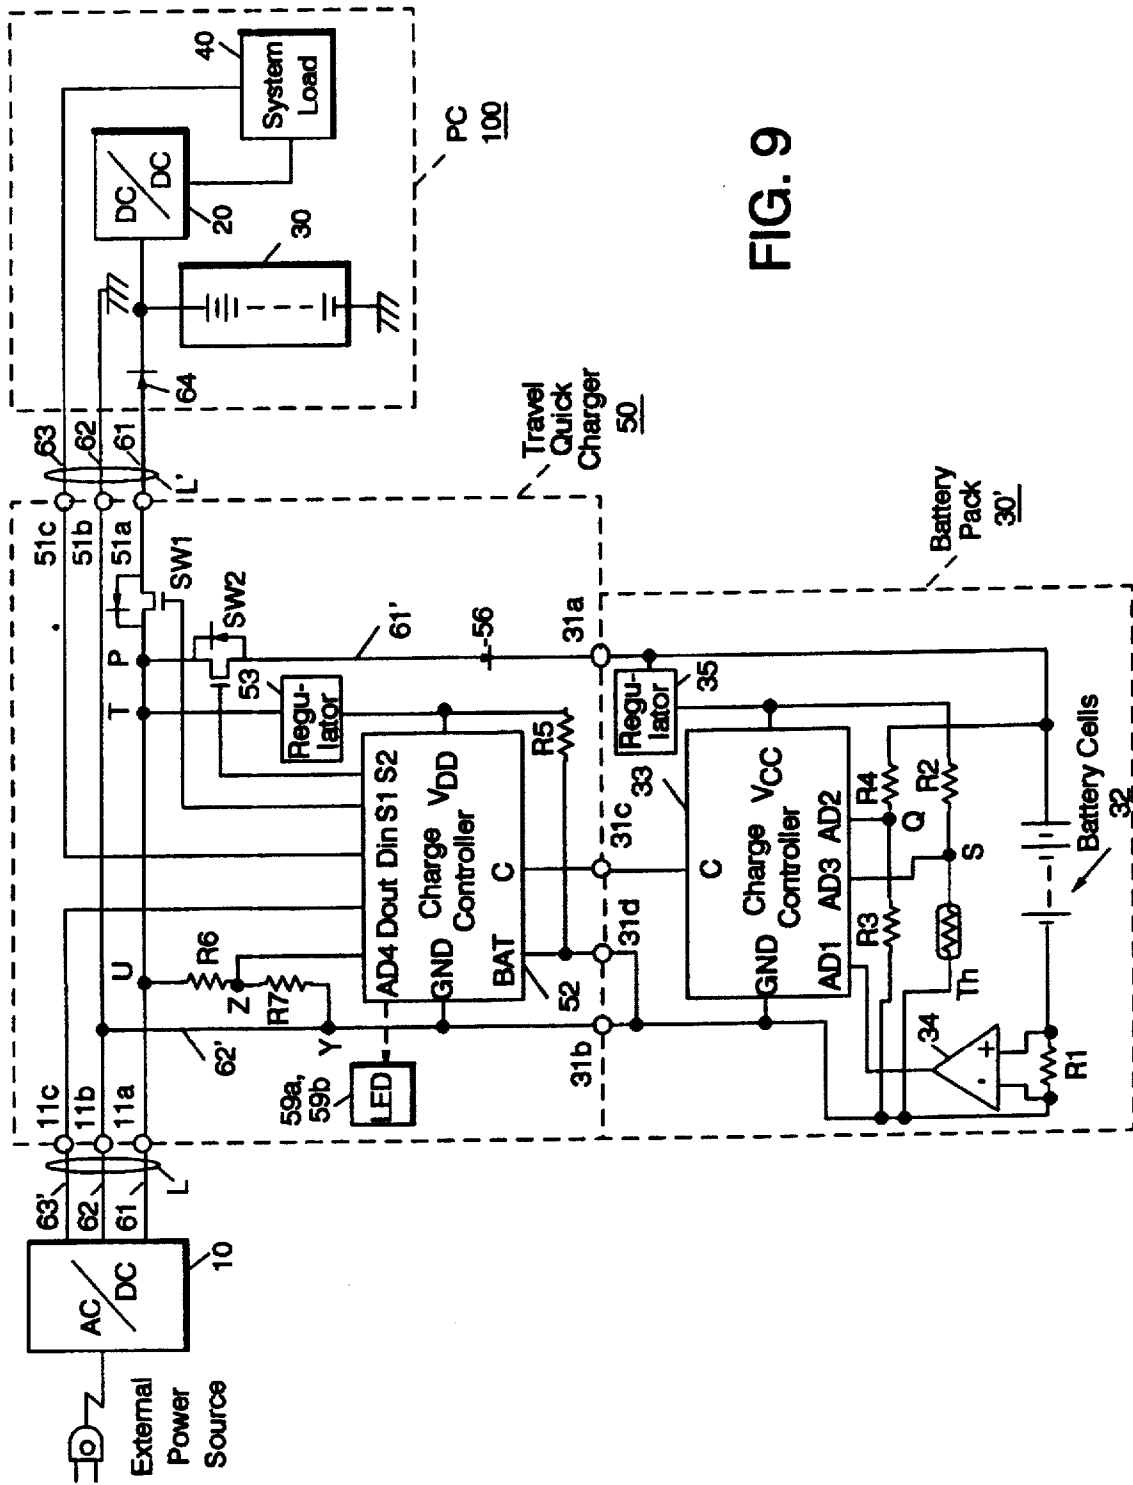 External
Power
Source
AC/DC
10
63'
62
61
L
11c
11b
11a
62'
U
R6
Z
R7
Y
59a,
59b
LED
AD4 Dout Din S1 S2
GND
Charge
Controller
VDD
BAT
C
52
R5
T
P
53
Regu-
lator
SW1
SW2
61'
56
51c
51b
51a
63
62
61
L'
64
Travel
Quick
Charger
50
31a
31c
31d
31b
DC/DC
20
30
40
System
Load
PC
100
Battery
Pack
30'
Regu-
lator
35
33
C
GND
Charge
Controller
VCC
AD1 AD3 AD2
R4
R2
Q
S
R3
Th
34
+
-
R1
Battery Cells
32
FIG. 9